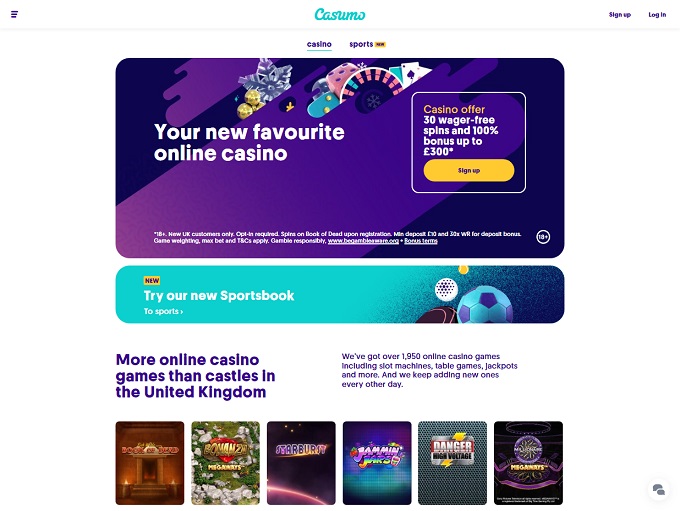 Casumo
Sign up
Log in
casino
sports NEW
Your new favourite
online casino
Casino offer
30 wager-free
spins and 100%
bonus up to
£300*
Sign up
*18+. New UK customers only. Opt-in required. Spins on Book of Dead upon registration. Min deposit £10 and 30x WR for deposit bonus.
Game weighting, max bet and T&Cs apply. Gamble responsibly, www.begambleaware.org + Bonus terms
18+
NEW
Try our new Sportsbook
To sports ›
More online casino
games than castles in
the United Kingdom
We've got over 1,950 online casino games
including slot machines, table games, jackpots
and more. And we keep adding new ones
every other day.
BOOK OF DEAD
BONANZA
MEGAWAYS
STARBURST
JAMMIN'
JARS
DANGER
HIGH VOLTAGE
MILLIONAIRE
MEGAWAYS